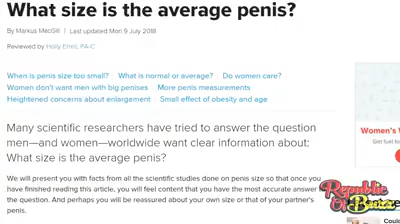 What size is the average penis?
By Markus MacGill | Last updated Mon 9 July 2018
Reviewed by Holly Ernst, PA-C
When is penis size too small? What is normal or average? Do women care?
Women don't want men with big penises More penis measurements
Heightened concerns about enlargement Small effect of obesity and age
Women's
Get fuel to
Many scientific researchers have tried to answer the question
men—and women—worldwide want clear information about:
What size is the average penis?
We will present you with facts from all the scientific studies done on penis size so that once you
have finished reading this article, you will feel content that you have the most accurate answer
question. And perhaps you will be reassured about your own size or that of your partner's
penis.
Republic
Of Buzz
Could